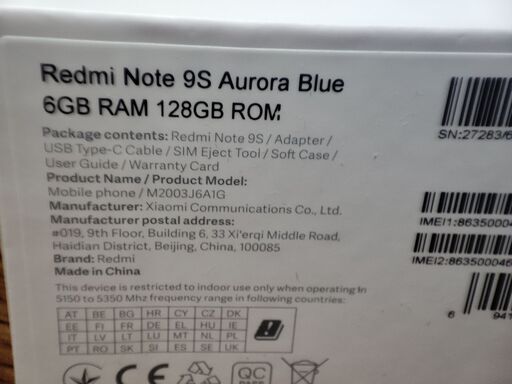 Redmi Note 9S Aurora Blue
6GB RAM 128GB ROM
Package contents: Redmi Note 9S / Adapter /
USB Type-C Cable / SIM Eject Tool / Soft Case /
User Guide / Warranty Card
Product Name / Product Model:
Mobile phone / M2003J6A1G
Manufacturer: Xiaomi Communications Co., Ltd.
Manufacturer postal address:
#019, 9th Floor, Building 6, 33 Xi'erqi Middle Road,
Haidian District, Beijing, China, 100085
Brand: Redmi
Made in China
This device is restricted to indoor use only when operating in
5150 to 5350 Mhz frequency range in following countries:
AT BE BG HR CY CZ DK
EE FI FR DE EL HU IE
IT LV LT LU MT NL PL
PT RO SK SI ES SE UK
CE
QC
PASS
SN:27283/6
IMEI1:8635000
IMEI2:86350004
6 941